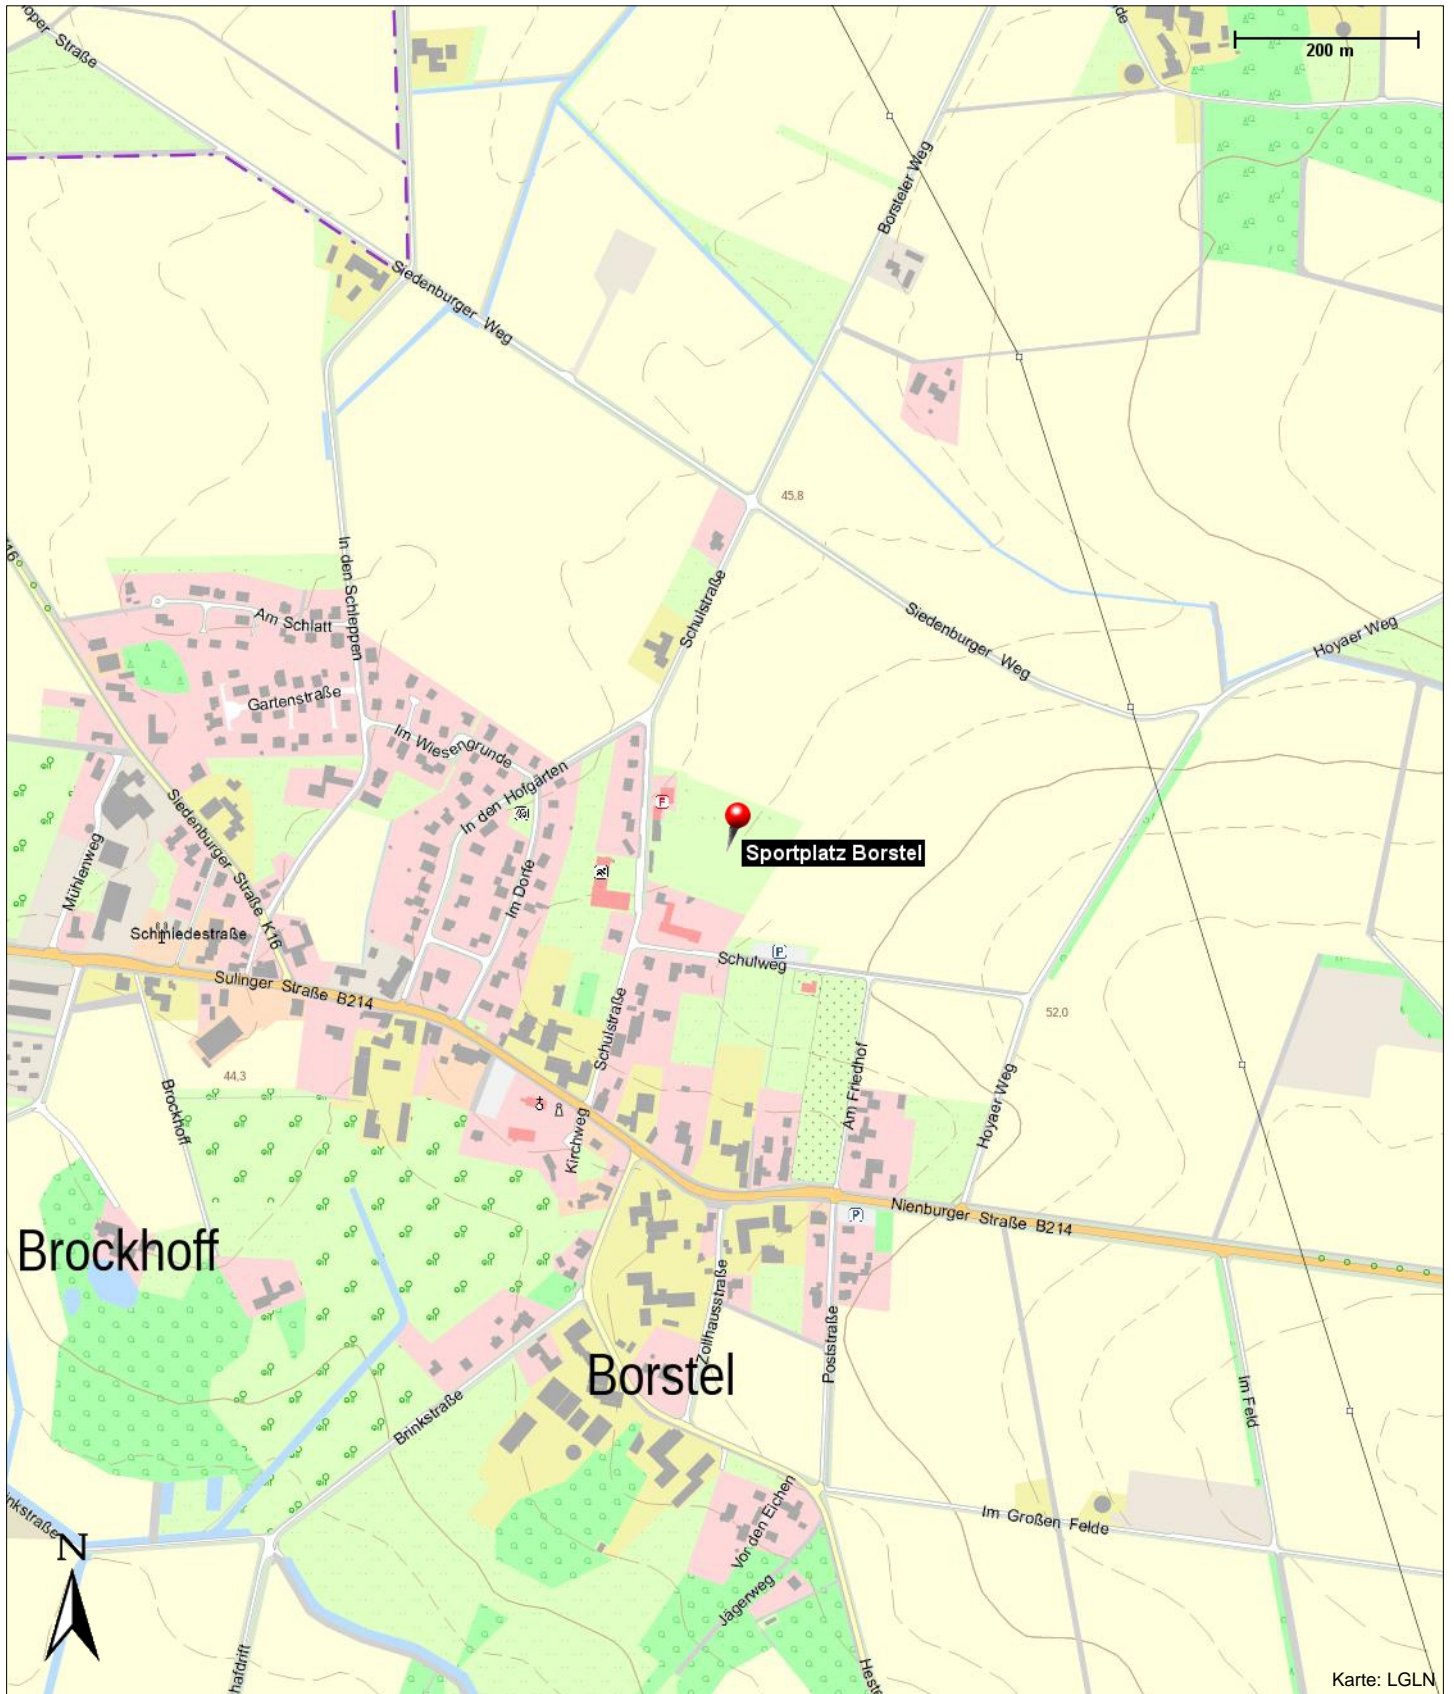 Straße
200 m
Borsteler Weg
Siedenburger Weg
45,8
In den Schleppen
Schulstraße
Am Schlatt
Siedenburger Weg
Hoyaer Weg
Gartenstraße
Im Wiesengrunde
In den Hofgärten
F
Sportplatz Borstel
Mühlenweg
Siedenburger Straße K16
Im Dorfe
Schmiedestraße
P
Schulweg
Sulinger Straße B214
Schulstraße
52,0
44,3
Brockhoff
Am Friedhof
Hoyaer Weg
Kirchweg
P
Nienburger Straße B214
Brockhoff
Zollhausstraße
Poststraße
Borstel
Im Feld
Brinkstraße
Vor den Eichen
Im Großen Felde
N
Jägerweg
Karte: LGLN